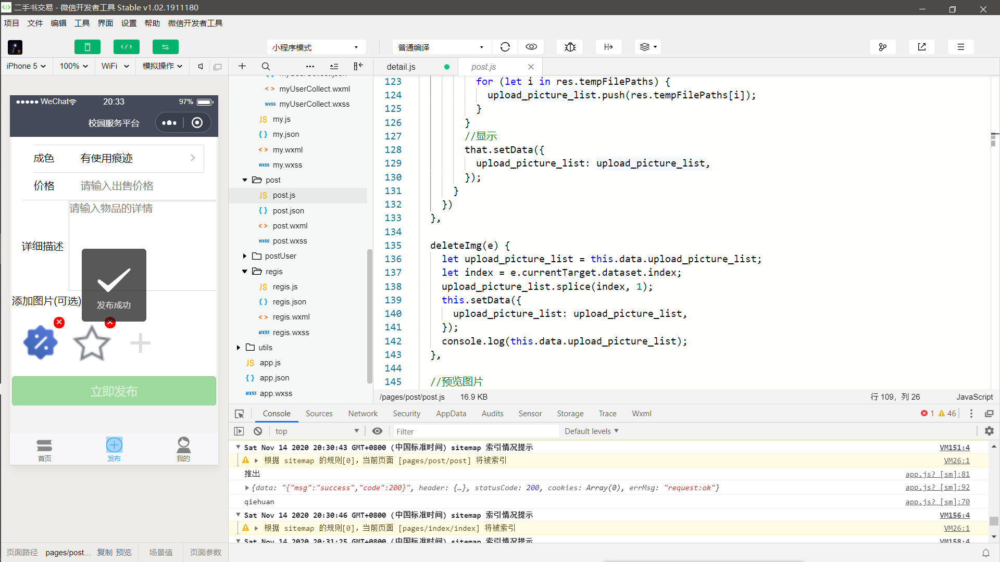 二手书交易 - 微信开发者工具 Stable v1.02.1911180
项目 文件 编辑 工具 界面 设置 帮助 微信开发者工具
小程序模式
普通编译
iPhone 5 100% WiFi 模拟操作
detail.js
post.js
WeChat 20:33 97%
校园服务平台
成色 有使用痕迹
价格 请输入出售价格
请输入物品的详情
详细描述
发布成功
添加图片(可选)
立即发布
首页 发布 我的
myUserCollect.json
myUserCollect.wxml
wxss myUserCollect.wxss
JS my.js
{ } my.json
< > my.wxml
wxss my.wxss
post
JS post.js
{ } post.json
< > post.wxml
wxss post.wxss
postUser
regis
JS regis.js
{ } regis.json
< > regis.wxml
wxss regis.wxss
utils
JS app.js
{ } app.json
wxss app.wxss
123 for (let i in res.tempFilePaths) {
124 upload_picture_list.push(res.tempFilePaths[i]);
125 }
126 }
127 //显示
128 that.setData({
129 upload_picture_list: upload_picture_list,
130 });
131 }
132 })
133 },
134
135 deleteImg(e) {
136 let upload_picture_list = this.data.upload_picture_list;
137 let index = e.currentTarget.dataset.index;
138 upload_picture_list.splice(index, 1);
139 this.setData({
140 upload_picture_list: upload_picture_list,
141 });
142 console.log(this.data.upload_picture_list);
143 },
144
145 //预览图片
/pages/post/post.js 16.9 KB 行 109，列 26 JavaScript
Console Sources Network Security AppData Audits Sensor Storage Trace Wxml 1 46
top Filter Default levels
Sat Nov 14 2020 20:30:43 GMT+0800 (中国标准时间) sitemap 索引情况提示 VM151:4
根据 sitemap 的规则[0]，当前页面 [pages/post/post] 将被索引 VM26:1
推出 app.js? [sm]:81
{data: "{"msg":"success","code":200}", header: {…}, statusCode: 200, cookies: Array(0), errMsg: "request:ok"} app.js? [sm]:92
qiehuan app.js? [sm]:70
Sat Nov 14 2020 20:30:46 GMT+0800 (中国标准时间) sitemap 索引情况提示 VM156:4
根据 sitemap 的规则[0]，当前页面 [pages/index/index] 将被索引 VM26:1
Sat Nov 14 2020 20:31:25 GMT+0800 (中国标准时间) sitemap 索引情况提示 VM158:4
页面路径 pages/post... 复制 预览 场景值 页面参数